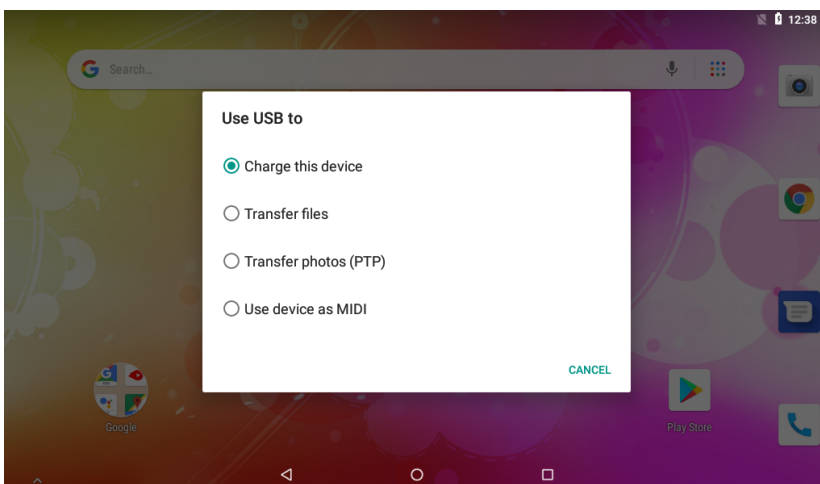 12:38
Search...
Use USB to
Charge this device
Transfer files
Transfer photos (PTP)
Use device as MIDI
CANCEL
Google
Play Store